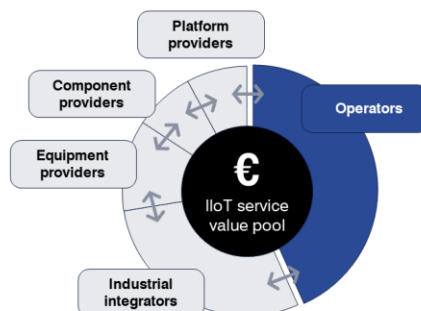 Platform
providers
Component
providers
Operators
Equipment
providers
€
IIoT service
value pool
Industrial
integrators